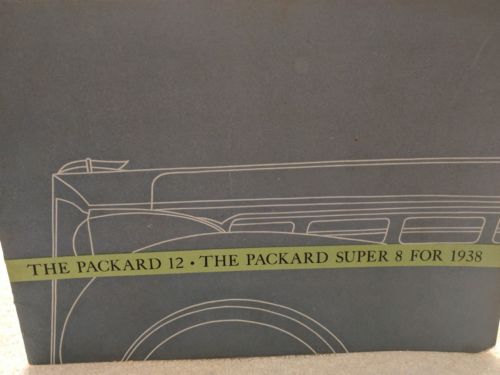 THE PACKARD 12 • THE PACKARD SUPER 8 FOR 1938